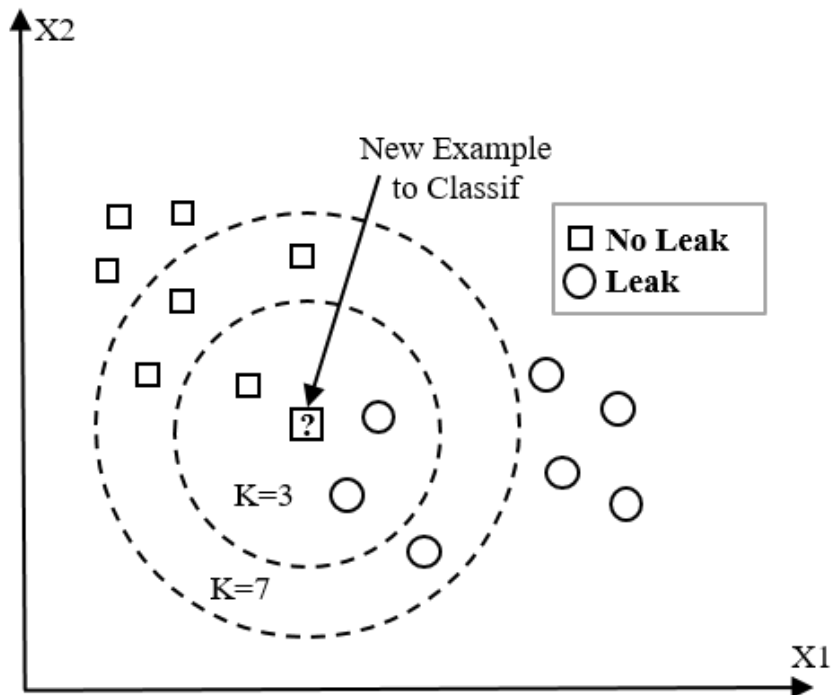 X2
New Example
to Classif
No Leak
Leak
?
K=3
K=7
X1